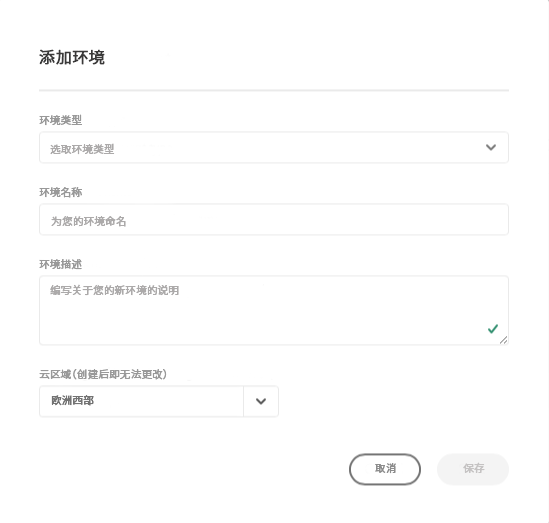 添加环境
环境类型
选取环境类型
环境名称
为您的环境命名
环境描述
编写关于您的新环境的说明
云区域(创建后即无法更改)
欧洲西部
取消
保存